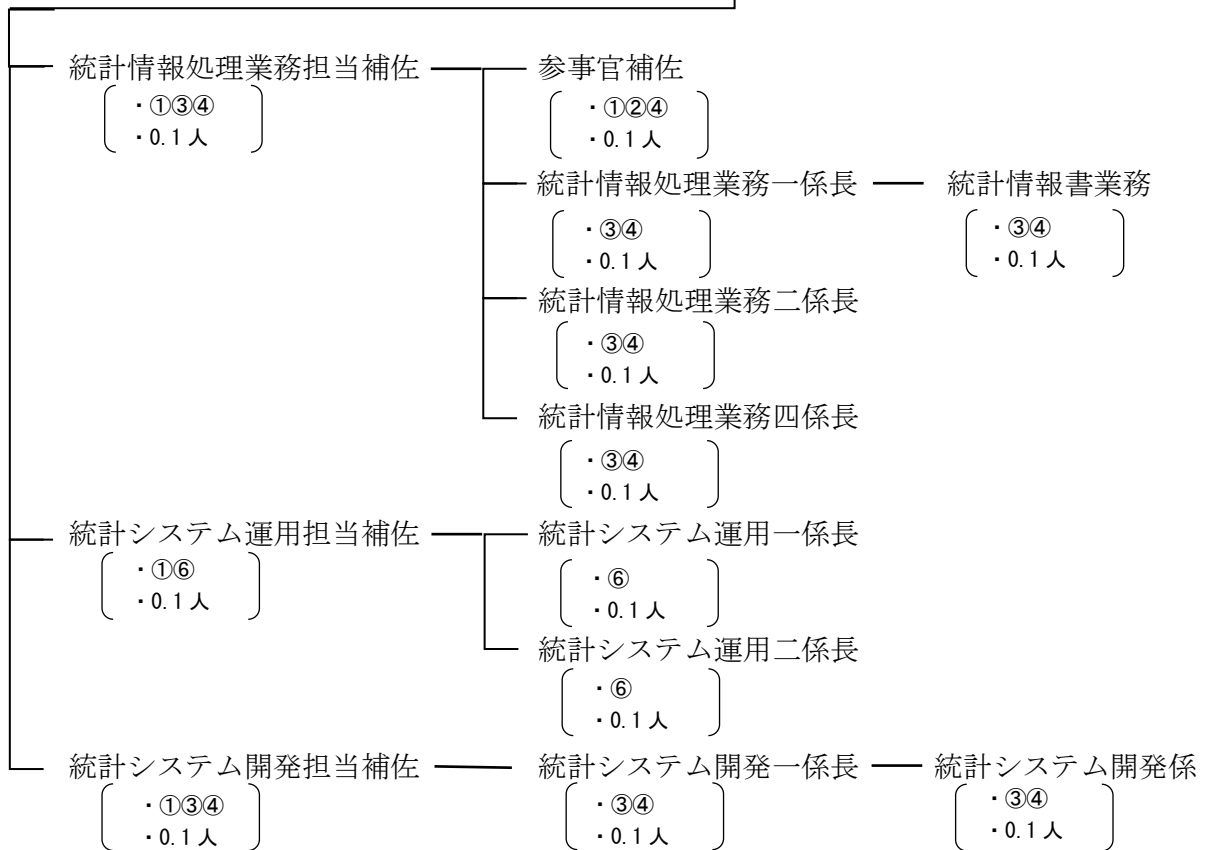 統計情報処理業務担当補佐 参事官補佐
・①③④ ・①②④
・0.1人 ・0.1人
統計情報処理業務一係長 統計情報書業務
・③④ ・③④
・0.1人 ・0.1人
統計情報処理業務二係長
・③④
・0.1人
統計情報処理業務四係長
・③④
・0.1人
統計システム運用担当補佐 統計システム運用一係長
・①⑥ ・⑥
・0.1人 ・0.1人
統計システム運用二係長
・⑥
・0.1人
統計システム開発担当補佐 統計システム開発一係長 統計システム開発係
・①③④ ・③④ ・③④
・0.1人 ・0.1人 ・0.1人